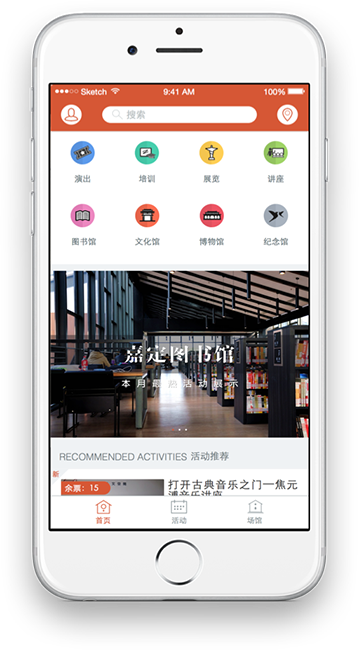 ●●●○○ Sketch 9:41 AM 100%
搜索
演出 培训 展览 讲座
图书馆 文化馆 博物馆 纪念馆
嘉定图书馆
本月最热活动展示
RECOMMENDED ACTIVITIES 活动推荐
余票：15
打开古典音乐之门一焦元
溥音乐讲座
首页 活动 场馆